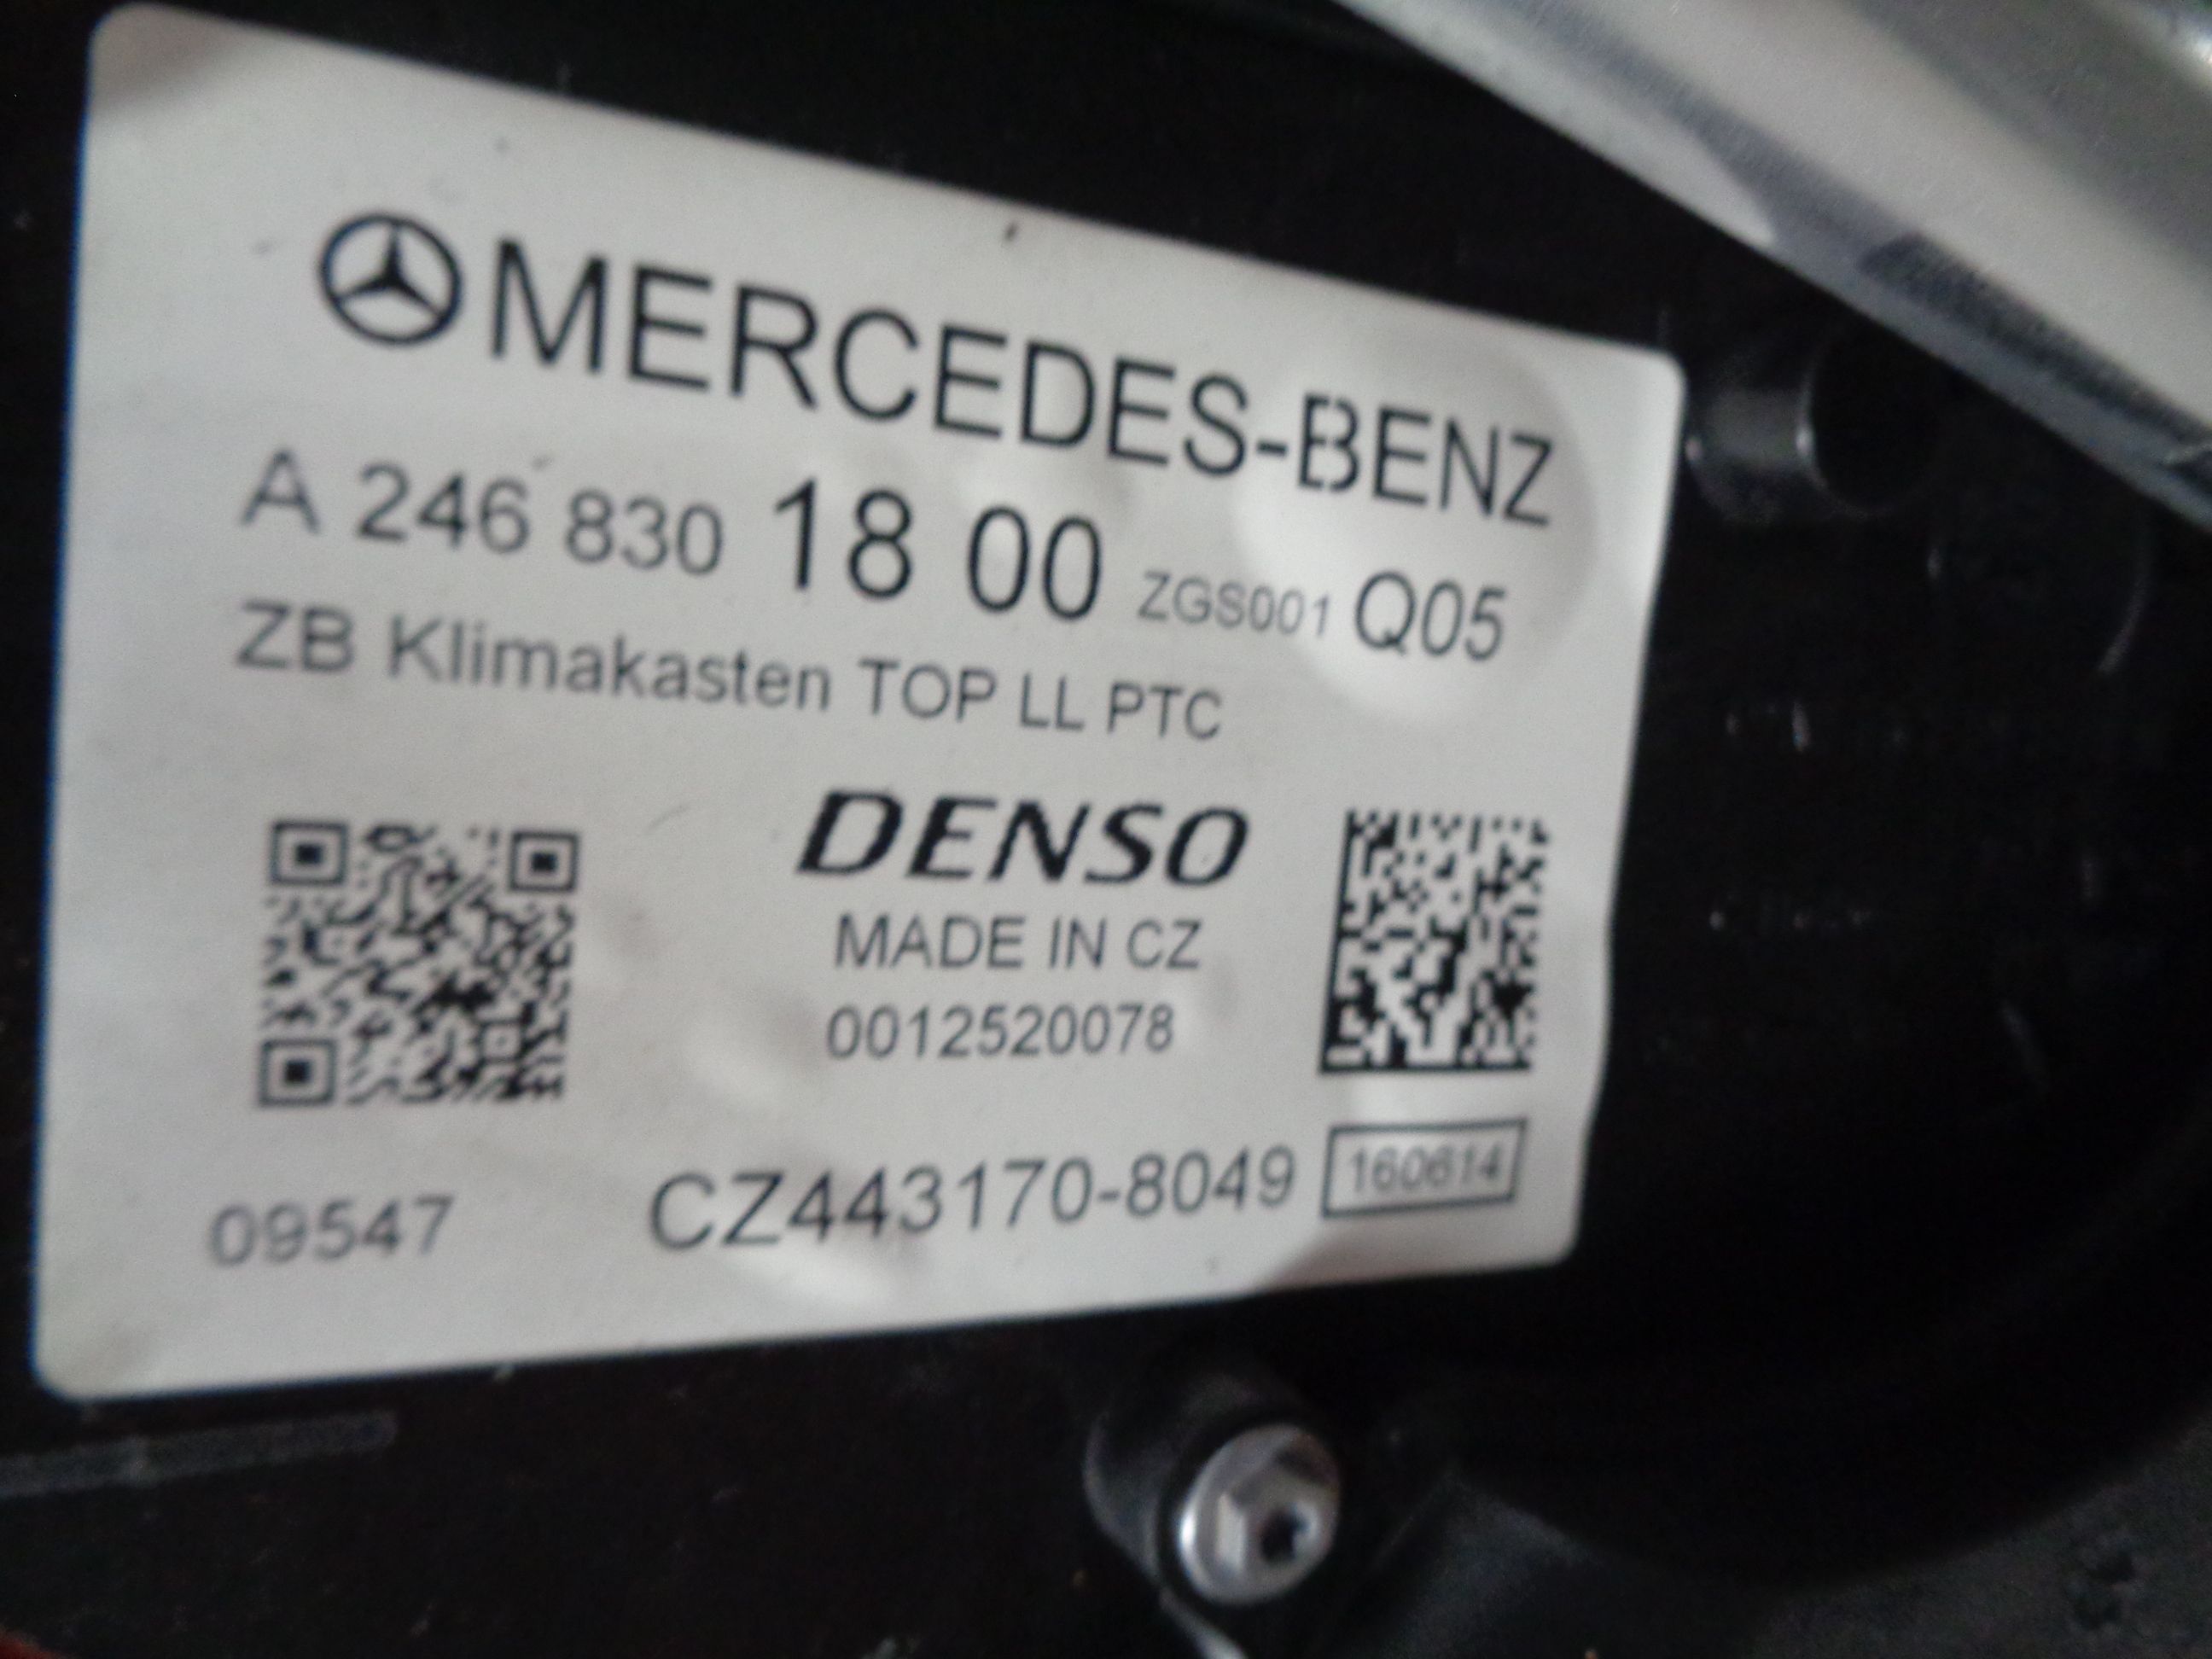 MERCEDES-BENZ
A 246 830 18 00 ZGS001 Q05
ZB Klimakasten TOP LL PTC
DENSO
MADE IN CZ
0012520078
09547 CZ443170-8049 160614